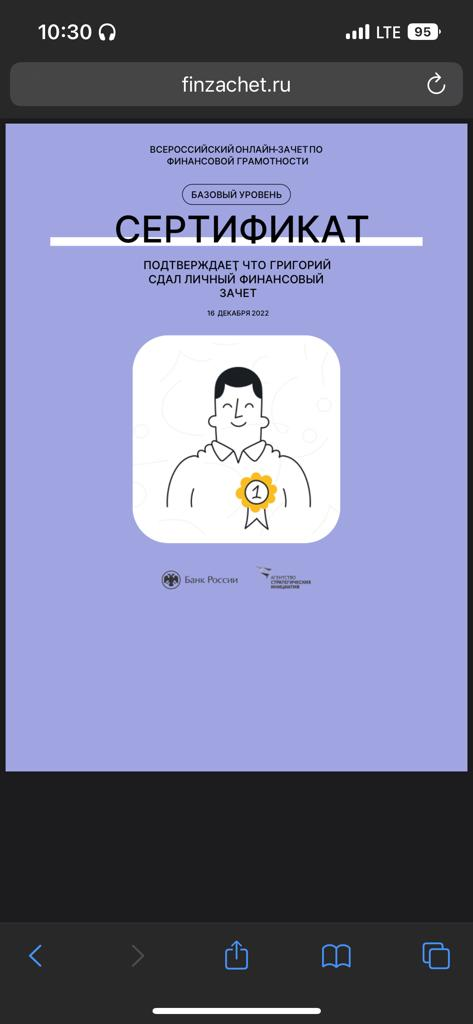 10:30
LTE
95
finzachet.ru
ВСЕРОССИЙСКИЙ ОНЛАЙН-ЗАЧЕТ ПО
ФИНАНСОВОЙ ГРАМОТНОСТИ
БАЗОВЫЙ УРОВЕНЬ
СЕРТИФИКАТ
ПОДТВЕРЖДАЕТ, ЧТО ГРИГОРИЙ
СДАЛ ЛИЧНЫЙ ФИНАНСОВЫЙ
ЗАЧЕТ
16 ДЕКАБРЯ 2022
1
Банк России
АГЕНТСТВО
СТРАТЕГИЧЕСКИХ
ИНИЦИАТИВ